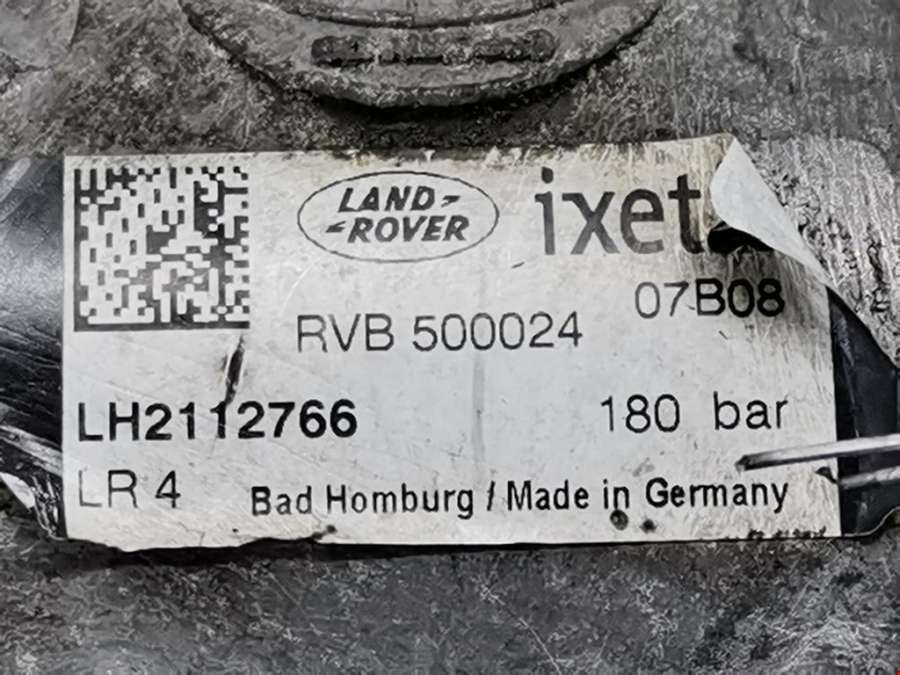 LAND-
-ROVER
ixet
07B08
RVB 500024
LH2112766
180 bar
LR 4
Bad Homburg / Made in Germany